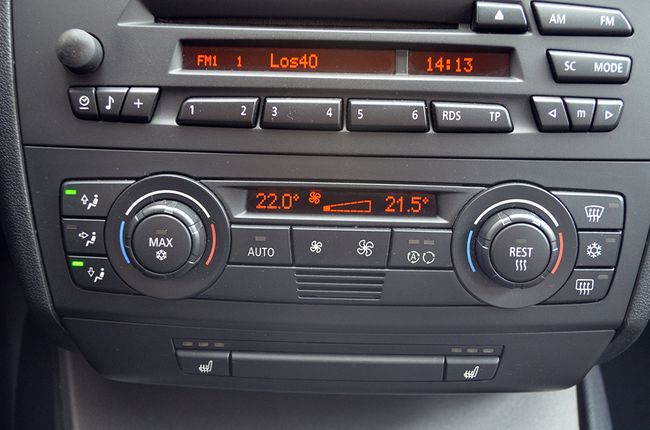 AM FM
FM1 1 Los40 14:13
SC MODE
1 2 3 4 5 6 RDS TP m
22.0° 21.5°
MAX AUTO A REST